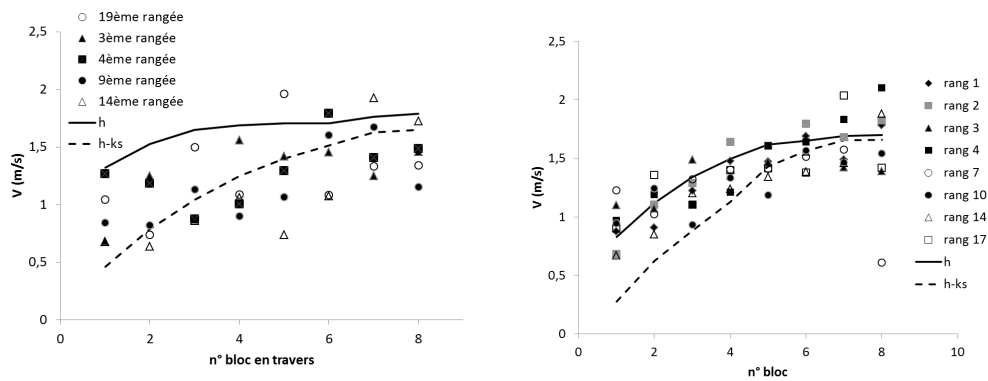 19ème rangée
3ème rangée
4ème rangée
9ème rangée
14ème rangée
h
h-ks
2,5
2
1,5
1
0,5
0
V (m/s)
0 2 4 6 8
n° bloc en travers
2,5
2
1,5
1
0,5
0
V (m/s)
0 2 4 6 8 10
n° bloc
rang 1
rang 2
rang 3
rang 4
rang 7
rang 10
rang 14
rang 17
h
h-ks